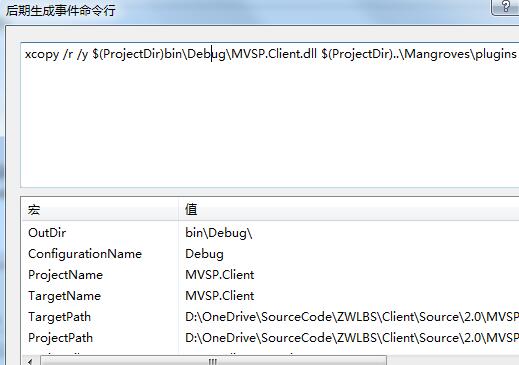 后期生成事件命令行
xcopy /r /y $(ProjectDir)bin\Debug\MVSP.Client.dll $(ProjectDir)..\Mangroves\plugins
宏 值
OutDir bin\Debug\
ConfigurationName Debug
ProjectName MVSP.Client
TargetName MVSP.Client
TargetPath D:\OneDrive\SourceCode\ZWLBS\Client\Source\2.0\MVSP
ProjectPath D:\OneDrive\SourceCode\ZWLBS\Client\Source\2.0\MVSP